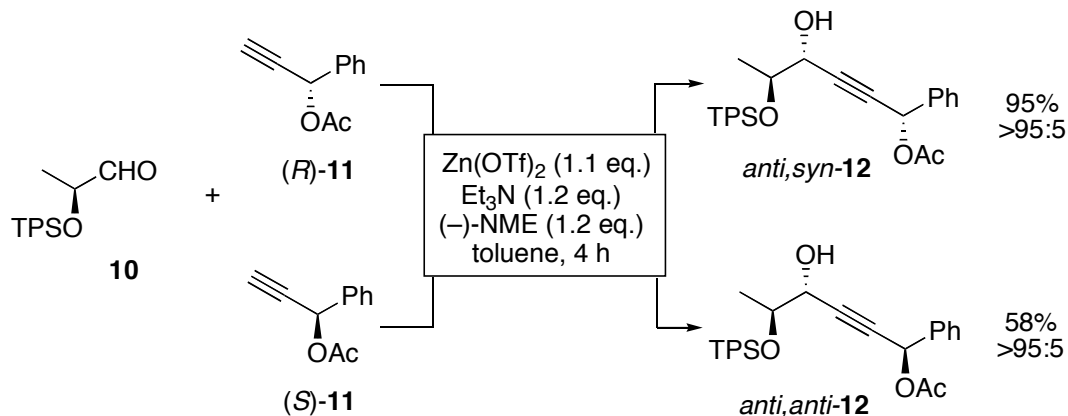 Ph
OAc
(R)-11
CHO
TPSO
10
+
Ph
OAc
(S)-11
Zn(OTf)2 (1.1 eq.)
Et3N (1.2 eq.)
(–)-NME (1.2 eq.)
toluene, 4 h
OH
TPSO
Ph
OAc
anti,syn-12
95%
>95:5
OH
TPSO
Ph
OAc
anti,anti-12
58%
>95:5